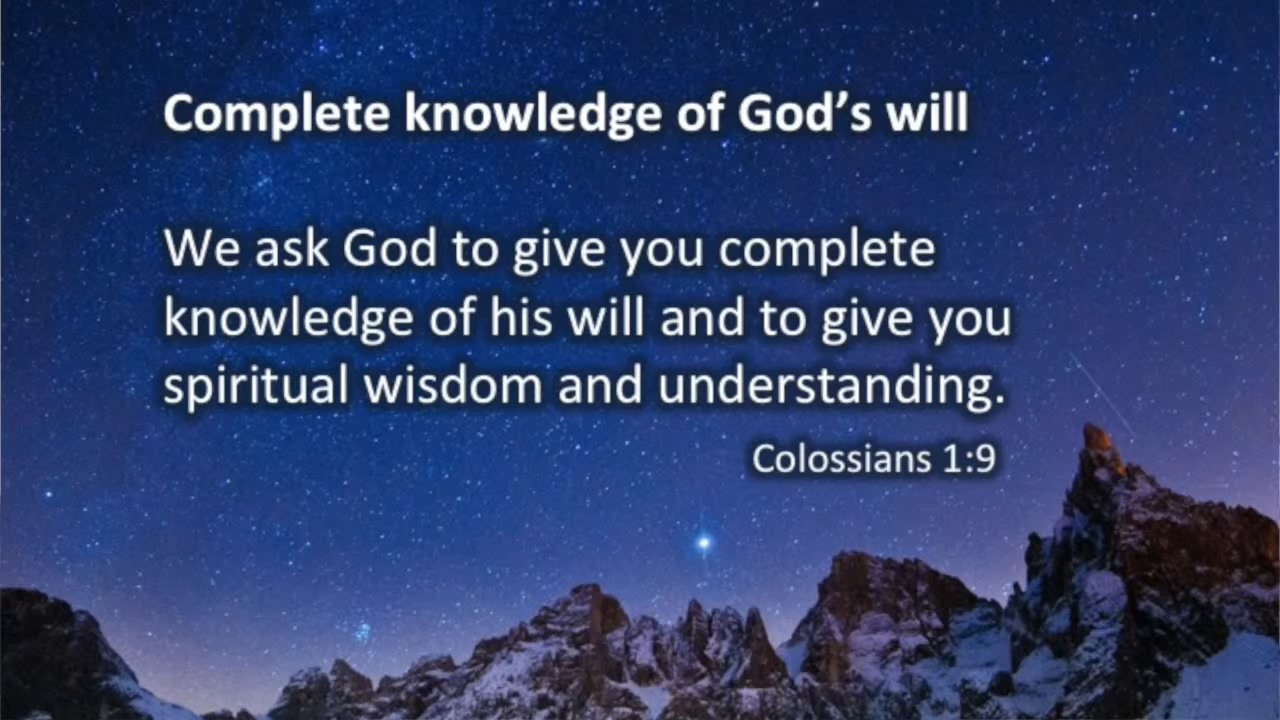 Complete knowledge of God’s will
We ask God to give you complete
knowledge of his will and to give you
spiritual wisdom and understanding.
Colossians 1:9